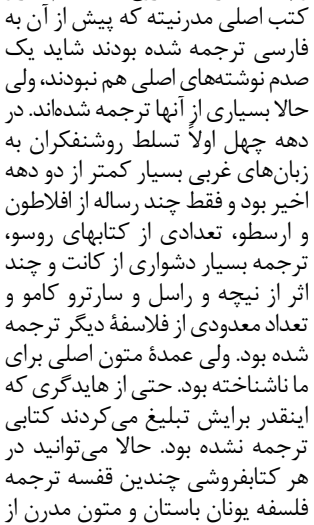 کتب اصلی مدرنیته که پیش از آن به
فارسی ترجمه شده بودند شاید یک
صدم نوشته‌های اصلی هم نبودند، ولی
حالا بسیاری از آنها ترجمه شده‌اند. در
دهه چهل اولاً تسلط روشنفکران به
زبان‌های غربی بسیار کمتر از دو دهه
اخیر بود و فقط چند رساله از افلاطون
و ارسطو، تعدادی از کتابهای روسو،
ترجمه بسیار دشواری از کانت و چند
اثر از نیچه و راسل و سارترو کامو و
تعداد معدودی از فلاسفهٔ دیگر ترجمه
شده بود. ولی عمدهٔ متون اصلی برای
ما ناشناخته بود. حتی از هایدگری که
اینقدر برایش تبلیغ می‌کردند کتابی
ترجمه نشده بود. حالا می‌توانید در
هر کتابفروشی چندین قفسه ترجمه
فلسفه یونان باستان و متون مدرن از